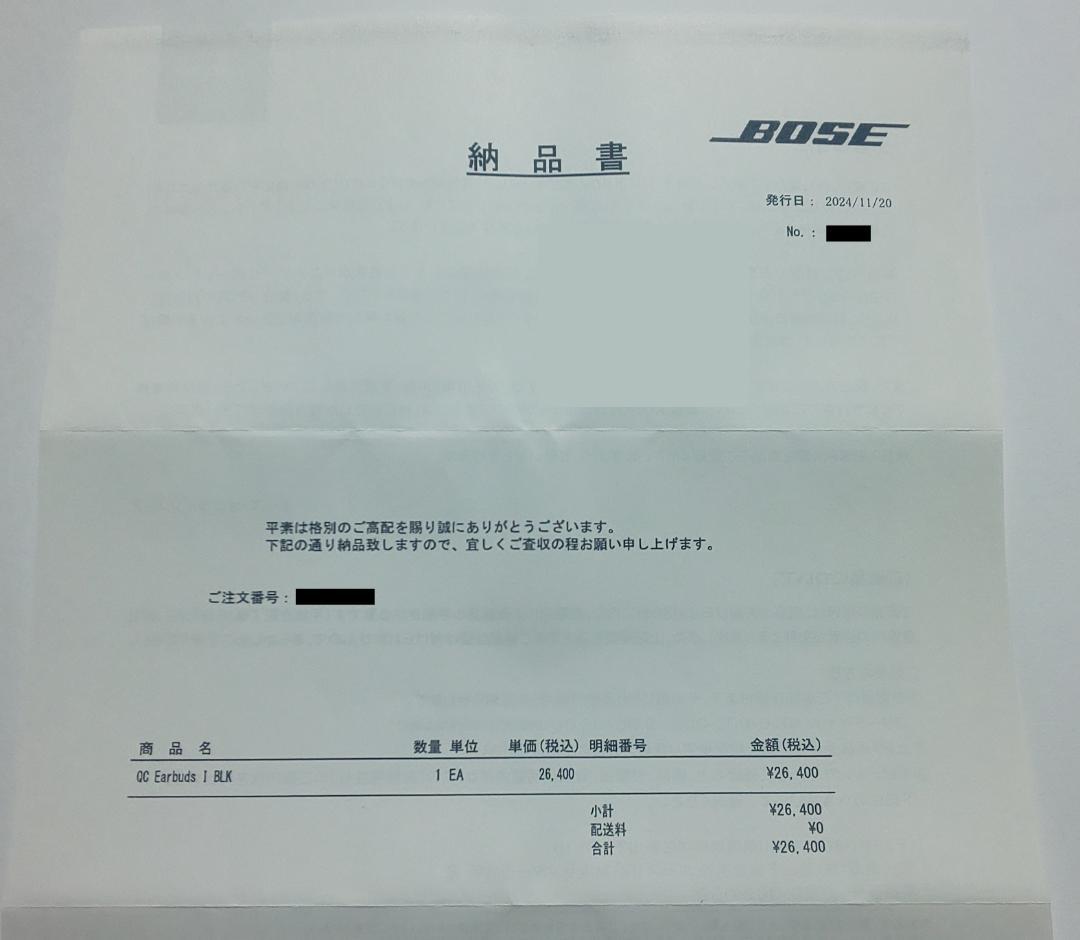 BOSE
納品書
発行日： 2024/11/20
No.：
平素は格別のご高配を賜り誠にありがとうございます。
下記の通り納品致しますので、宜しくご査収の程お願い申し上げます。
ご注文番号：
商品名 数量 単位 単価(税込) 明細番号 金額(税込)
QC Earbuds I BLK 1 EA 26,400 ¥26,400
小計 ¥26,400
配送料 ¥0
合計 ¥26,400